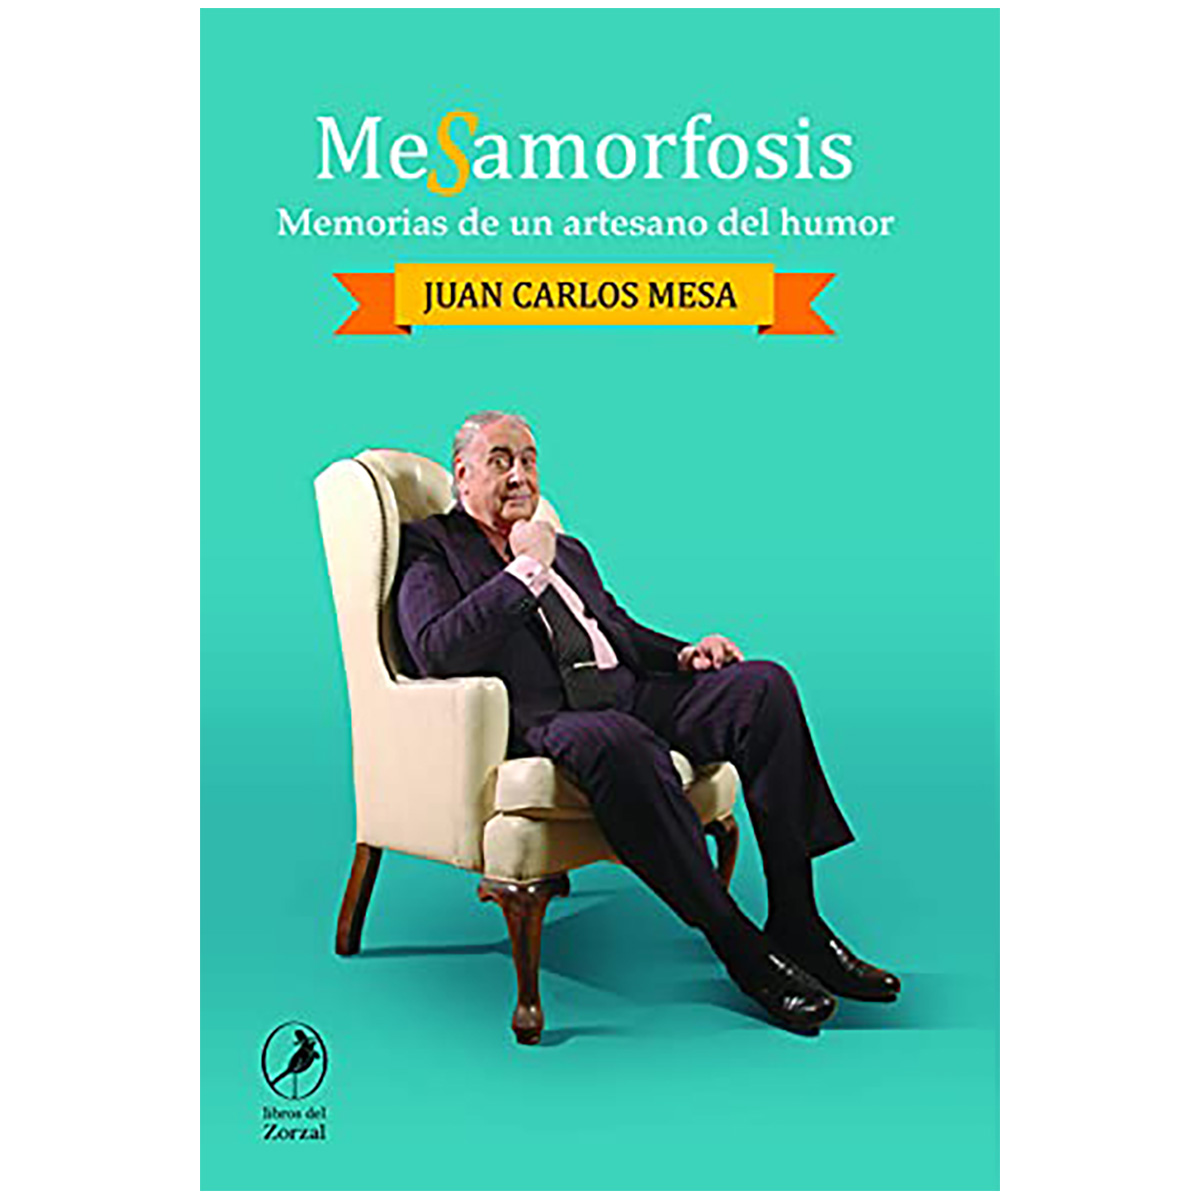 MeSamorfosis
Memorias de un artesano del humor
JUAN CARLOS MESA
libros del
Zorzal